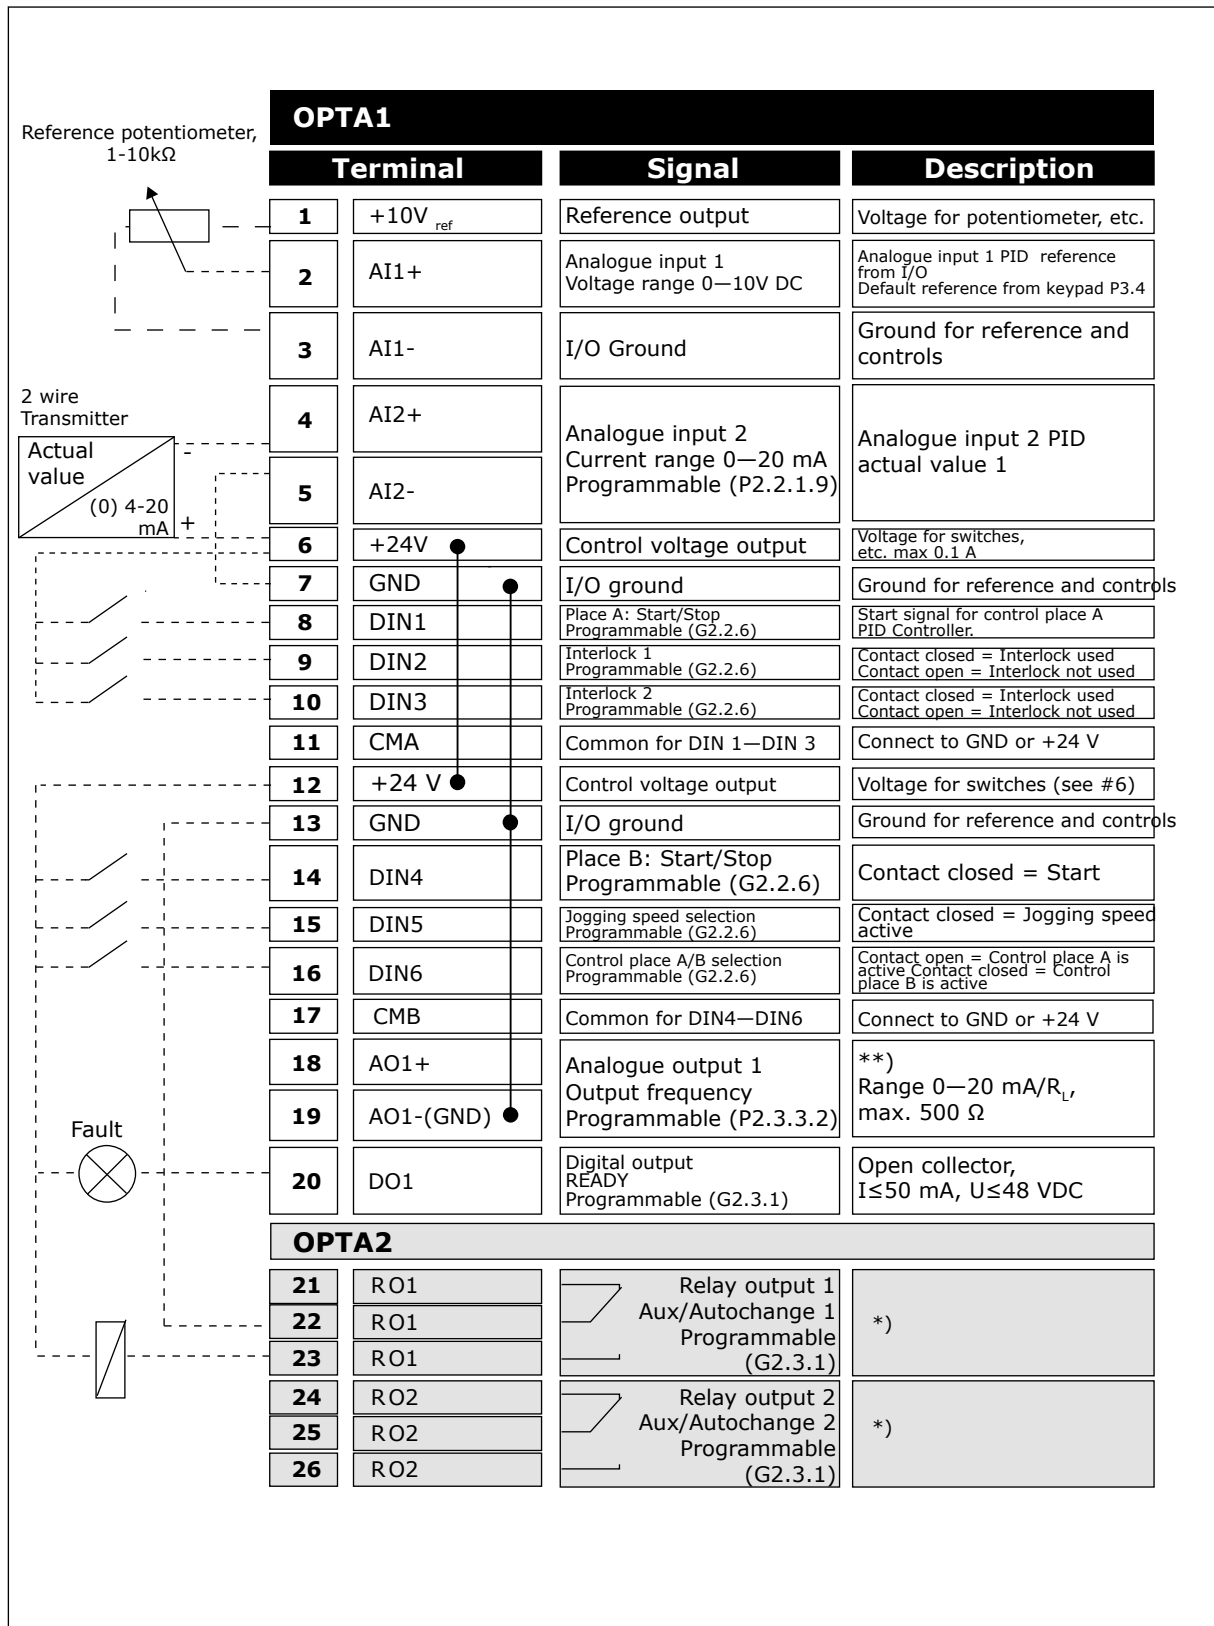 OPTA1
Reference potentiometer,
1-10kΩ
Terminal Signal Description
1 +10V ref Reference output Voltage for potentiometer, etc.
2 AI1+ Analogue input 1
Voltage range 0—10V DC
Analogue input 1 PID reference
from I/O
Default reference from keypad P3.4
3 AI1- I/O Ground Ground for reference and
controls
2 wire
Transmitter
Actual
value
(0) 4-20
mA
-
+
4 AI2+
5 AI2-
Analogue input 2
Current range 0—20 mA
Programmable (P2.2.1.9)
Analogue input 2 PID
actual value 1
6 +24V Control voltage output Voltage for switches,
etc. max 0.1 A
7 GND I/O ground Ground for reference and controls
8 DIN1 Place A: Start/Stop
Programmable (G2.2.6)
Start signal for control place A
PID Controller.
9 DIN2 Interlock 1
Programmable (G2.2.6)
Contact closed = Interlock used
Contact open = Interlock not used
10 DIN3 Interlock 2
Programmable (G2.2.6)
Contact closed = Interlock used
Contact open = Interlock not used
11 CMA Common for DIN 1—DIN 3 Connect to GND or +24 V
12 +24 V Control voltage output Voltage for switches (see #6)
13 GND I/O ground Ground for reference and controls
14 DIN4 Place B: Start/Stop
Programmable (G2.2.6)
Contact closed = Start
15 DIN5 Jogging speed selection
Programmable (G2.2.6)
Contact closed = Jogging speed
active
16 DIN6 Control place A/B selection
Programmable (G2.2.6)
Contact open = Control place A is
active Contact closed = Control
place B is active
17 CMB Common for DIN4—DIN6 Connect to GND or +24 V
18 AO1+
19 AO1-(GND)
Analogue output 1
Output frequency
Programmable (P2.3.3.2)
**)
Range 0—20 mA/RL,
max. 500 Ω
Fault
20 DO1 Digital output
READY
Programmable (G2.3.1)
Open collector,
I≤50 mA, U≤48 VDC
OPTA2
21 RO1
22 RO1
23 RO1
Relay output 1
Aux/Autochange 1
Programmable
(G2.3.1)
*)
24 RO2
25 RO2
26 RO2
Relay output 2
Aux/Autochange 2
Programmable
(G2.3.1)
*)